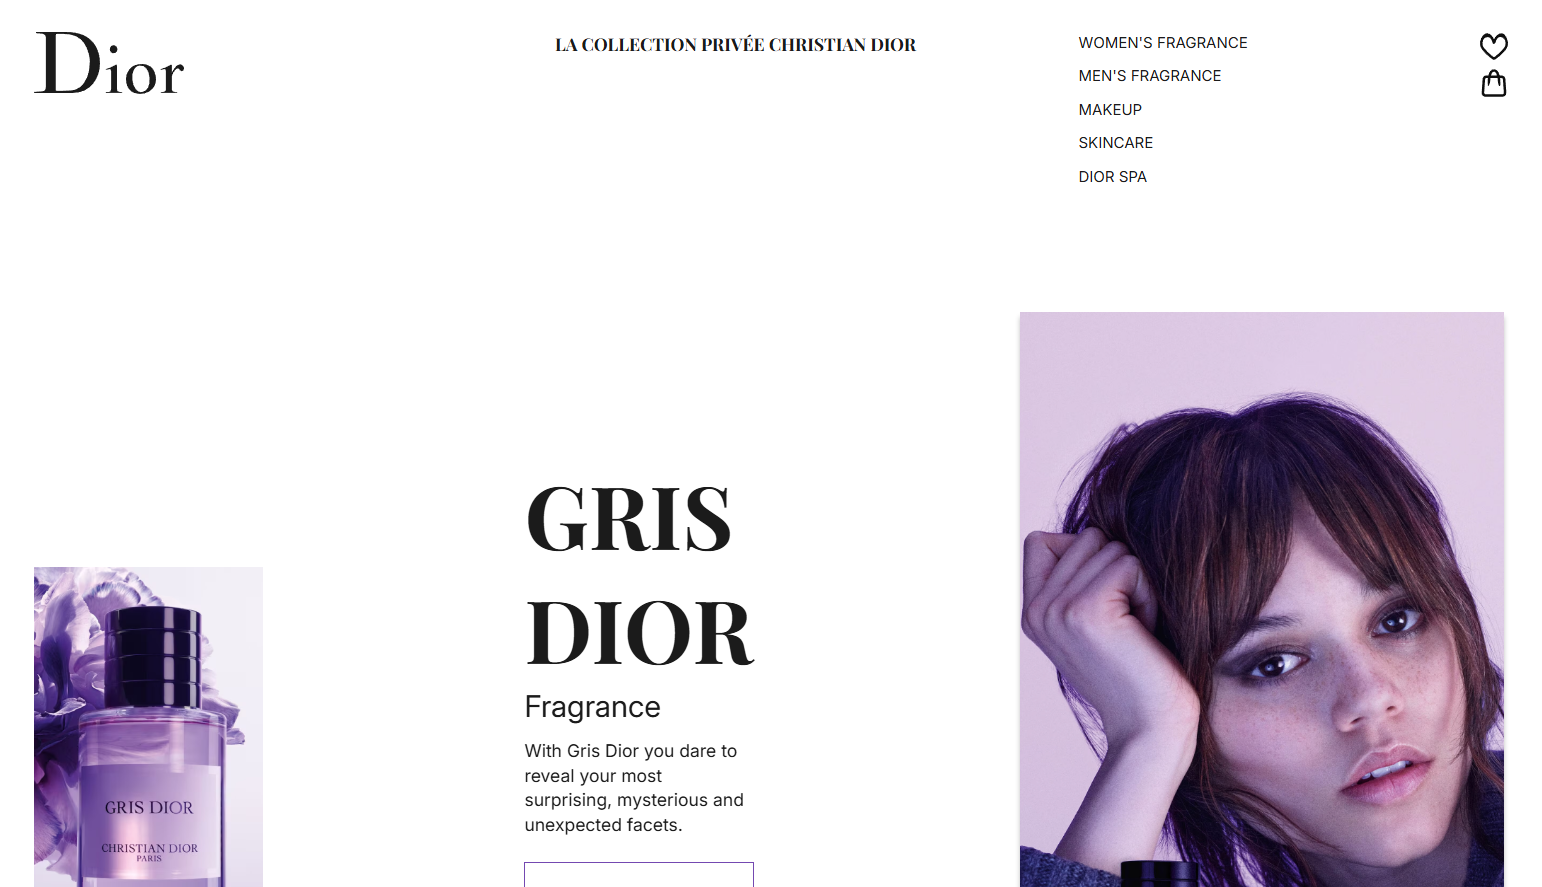 Dior
LA COLLECTION PRIVÉE CHRISTIAN DIOR
WOMEN'S FRAGRANCE
MEN'S FRAGRANCE
MAKEUP
SKINCARE
DIOR SPA
GRIS
DIOR
Fragrance
With Gris Dior you dare to
reveal your most
surprising, mysterious and
unexpected facets.
GRIS DIOR
CHRISTIAN DIOR
PARIS